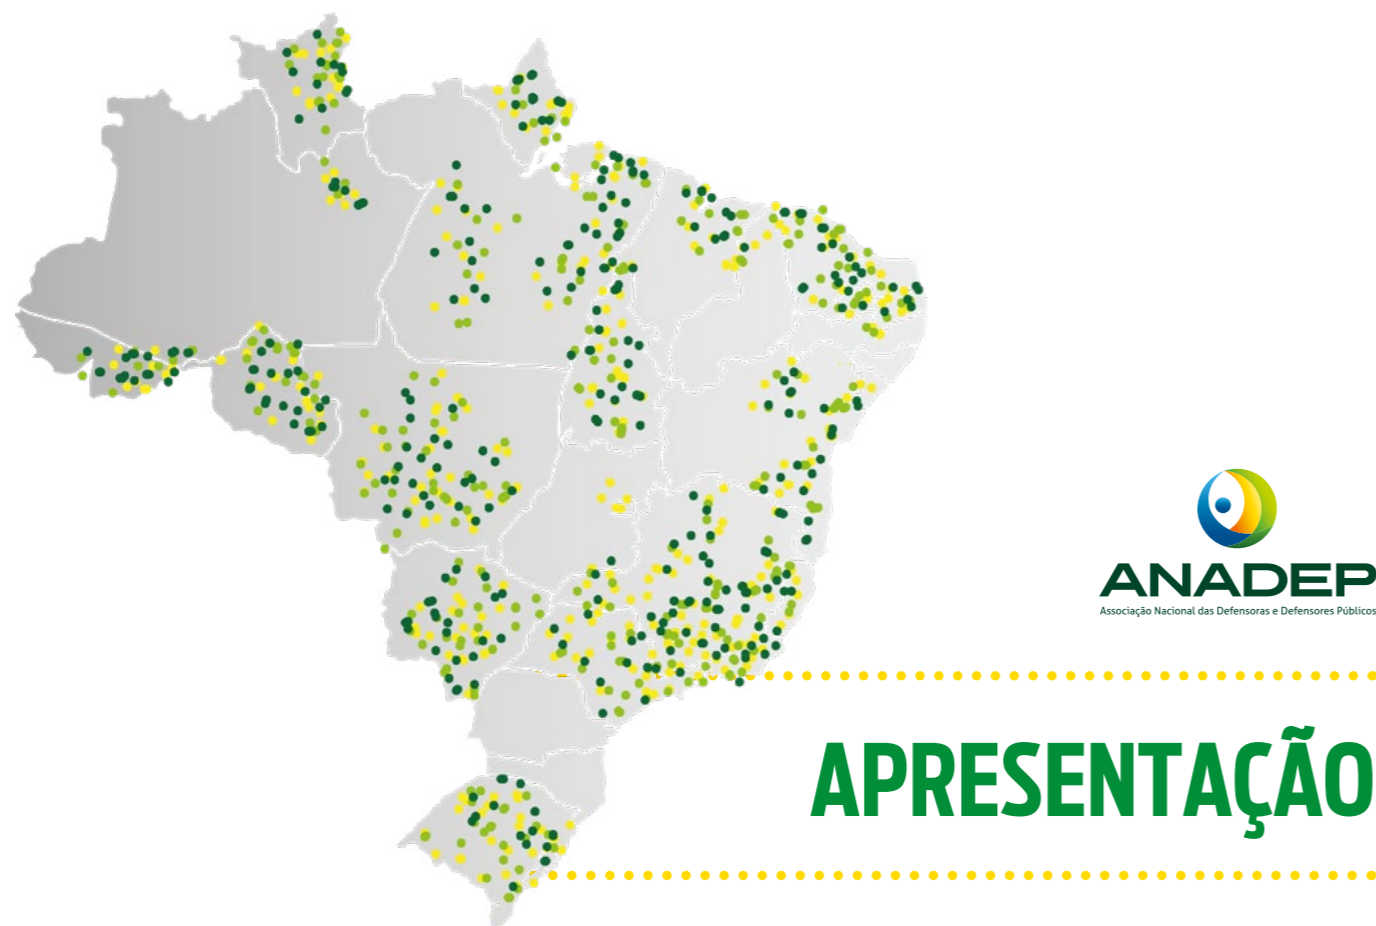 ANADEP
Associação Nacional das Defensoras e Defensores Públicos
APRESENTAÇÃO